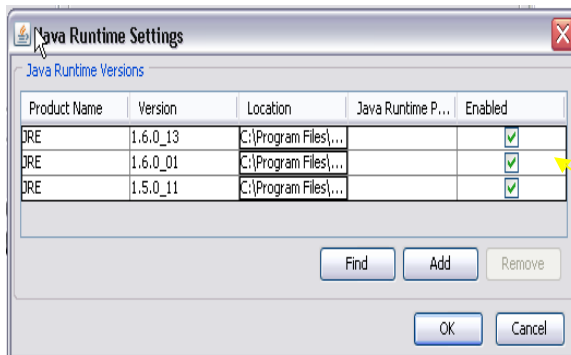 Java Runtime Settings
Java Runtime Versions
Product Name Version Location Java Runtime P... Enabled
JRE 1.6.0_13 C:\Program Files\...
JRE 1.6.0_01 C:\Program Files\...
JRE 1.5.0_11 C:\Program Files\...
Find Add Remove
OK Cancel